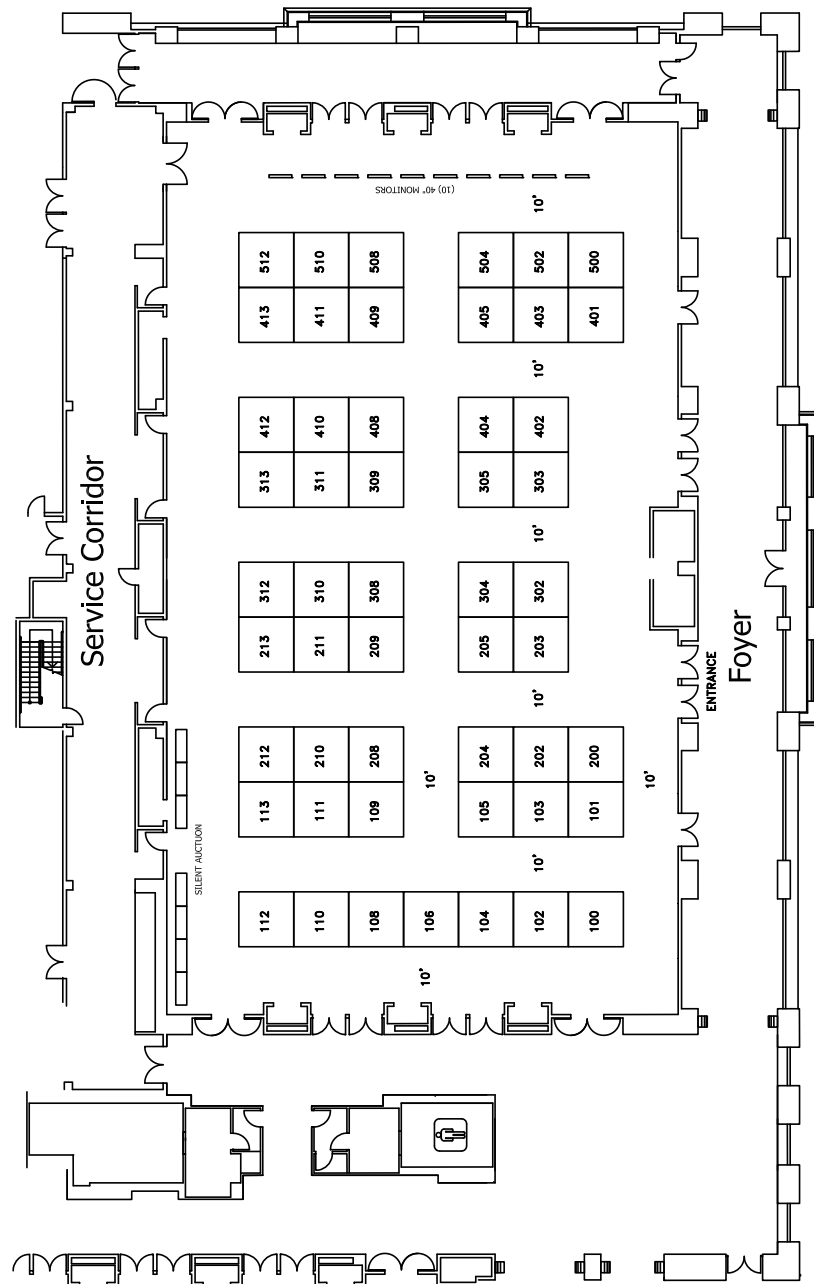 (10) 40" MONITORS
10'
512 510 508 504 502 500
413 411 409 405 403 401
10'
412 410 408 404 402
313 311 309 305 303
10'
312 310 308 304 302
213 211 209 205 203
10'
212 210 208 204 202 200
10'
113 111 109 105 103 101
10'
10'
112 110 108 106 104 102 100
10'
Service Corridor
SILENT AUCTUON
ENTRANCE
Foyer